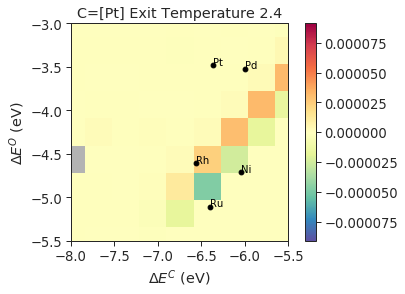 C=[Pt] Exit Temperature 2.4
−3.0
−3.5
−4.0
−4.5
−5.0
−5.5
ΔE^O (eV)
Pt
Pd
Rh
Ni
Ru
−8.0 −7.5 −7.0 −6.5 −6.0 −5.5
ΔE^C (eV)
0.000075
0.000050
0.000025
0.000000
−0.000025
−0.000050
−0.000075